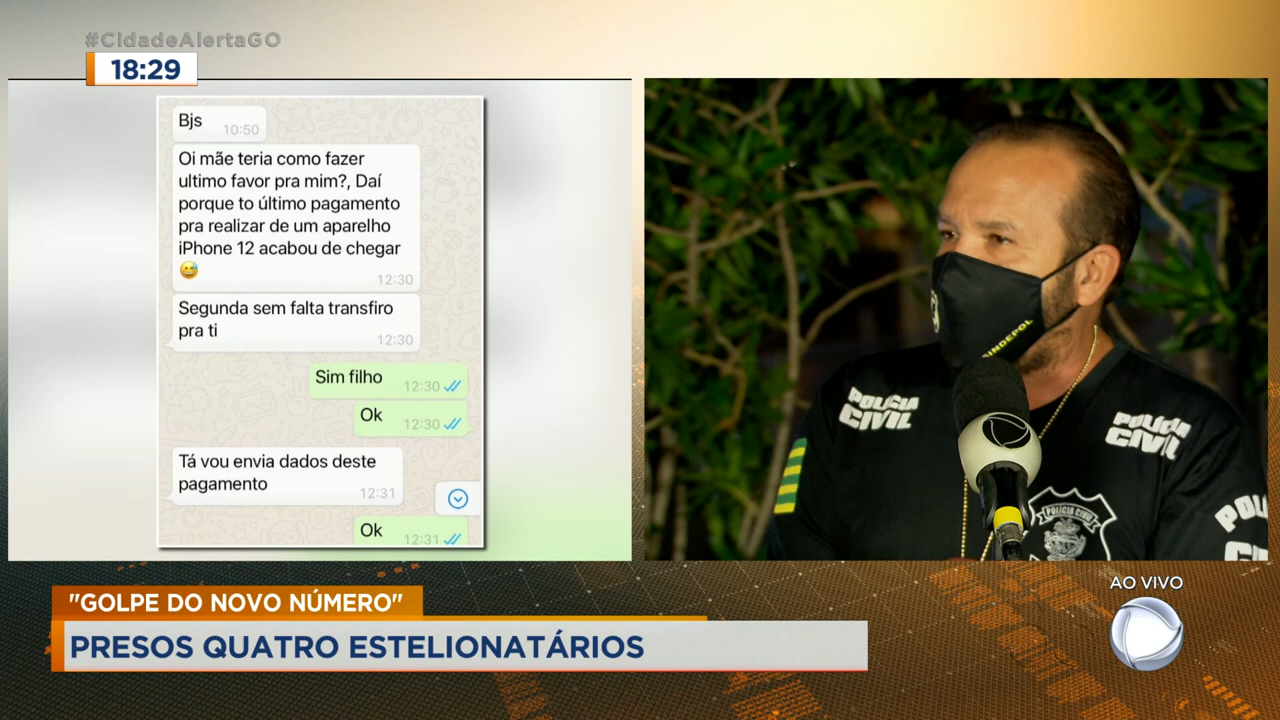 #CidadeAlertaGO
18:29
Bjs
10:50
Oi mãe teria como fazer
ultimo favor pra mim?, Daí
porque to último pagamento
pra realizar de um aparelho
iPhone 12 acabou de chegar
😅
12:30
Segunda sem falta transfiro
pra ti
12:30
Sim filho
12:30
Ok
12:30
Tá vou envia dados deste
pagamento
12:31
Ok
12:31
SINDEPOL
POLÍCIA
CIVIL
POLÍCIA
CIVIL
POLÍCIA CIVIL
"GOLPE DO NOVO NÚMERO"
PRESOS QUATRO ESTELIONATÁRIOS
AO VIVO